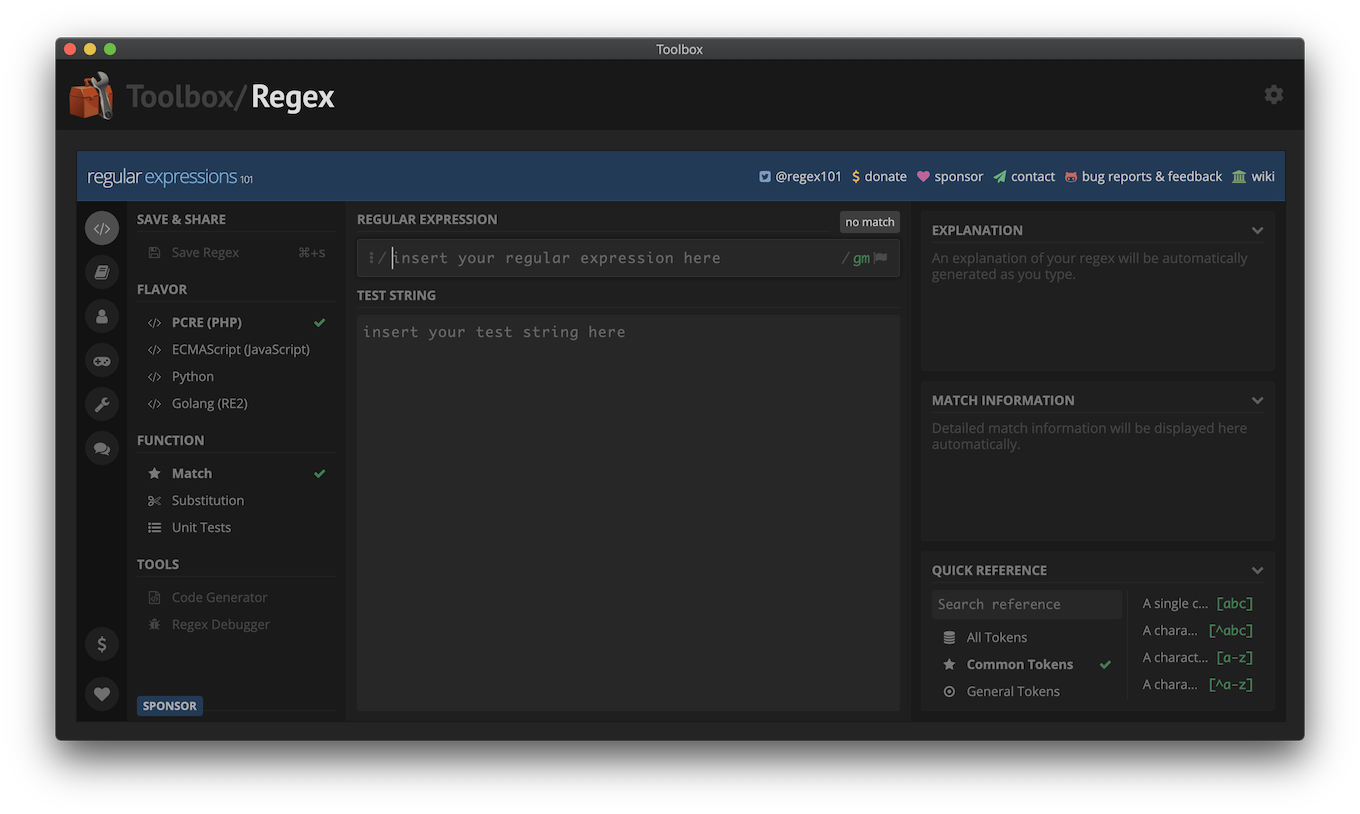 Toolbox
Toolbox/Regex
regular expressions 101
@regex101 $ donate sponsor contact bug reports & feedback wiki
SAVE & SHARE
Save Regex ⌘+S
FLAVOR
</> PCRE (PHP)
</> ECMAScript (JavaScript)
</> Python
</> Golang (RE2)
FUNCTION
Match
Substitution
Unit Tests
TOOLS
Code Generator
Regex Debugger
SPONSOR
REGULAR EXPRESSION no match
/ insert your regular expression here / gm
TEST STRING
insert your test string here
EXPLANATION
An explanation of your regex will be automatically
generated as you type.
MATCH INFORMATION
Detailed match information will be displayed here
automatically.
QUICK REFERENCE
Search reference
All Tokens
Common Tokens
General Tokens
A single c... [abc]
A chara... [^abc]
A charact... [a-z]
A chara... [^a-z]